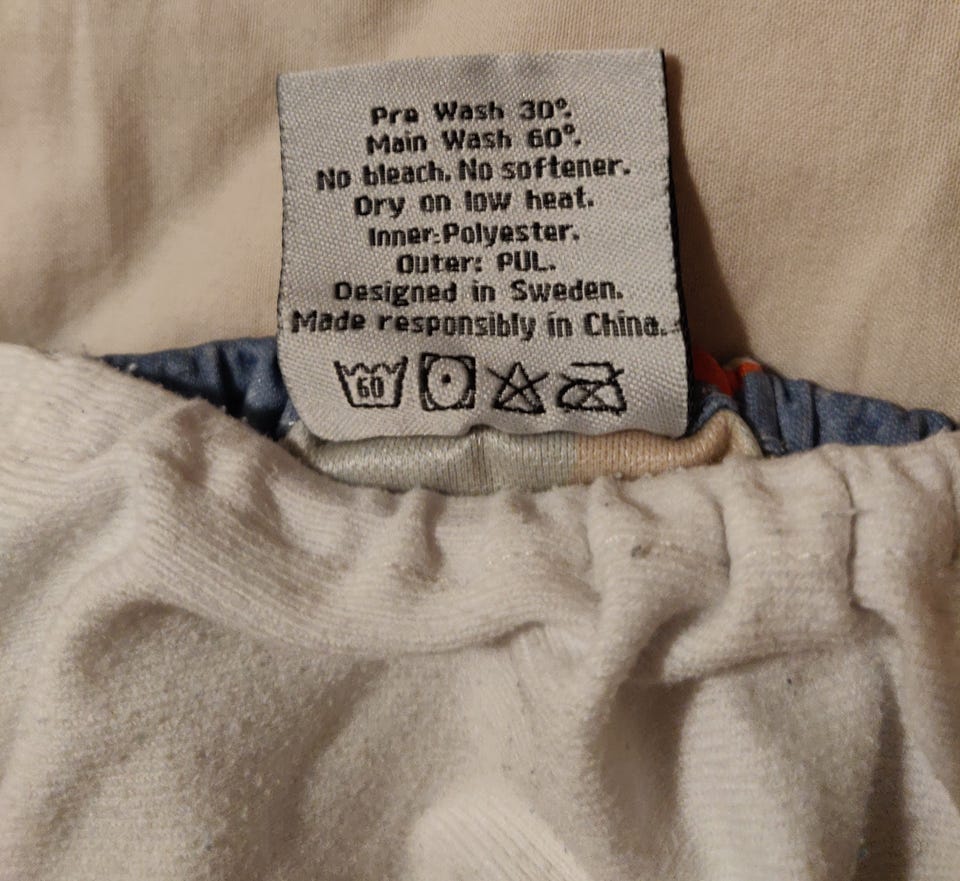 Pre Wash 30°.
Main Wash 60°.
No bleach. No softener.
Dry on low heat.
Inner:Polyester.
Outer: PUL.
Designed in Sweden.
Made responsibly in China.
60